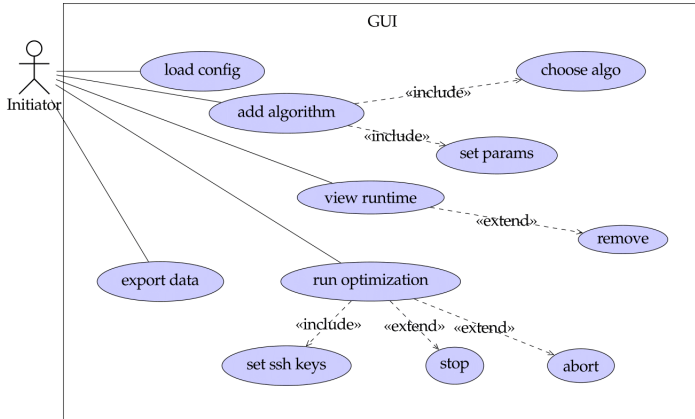 GUI
load config
choose algo
«include»
Initiator
add algorithm
«include»
set params
view runtime
«extend»
remove
export data
run optimization
«include»
«extend»
«extend»
set ssh keys
stop
abort